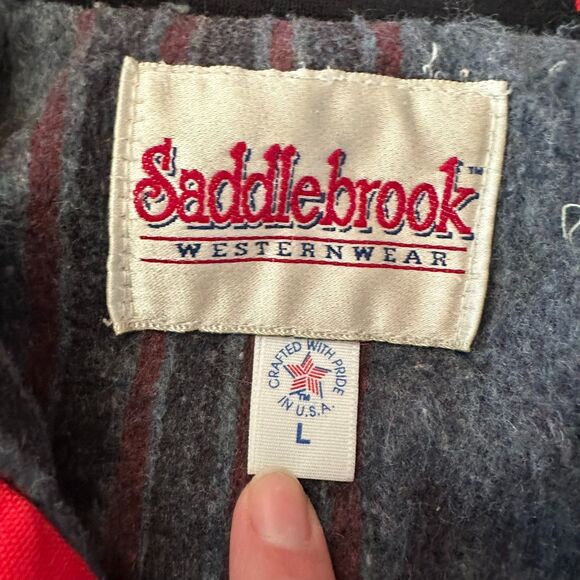 Saddlebrook™
WESTERNWEAR
CRAFTED WITH PRIDE
TM
IN U.S.A.
L